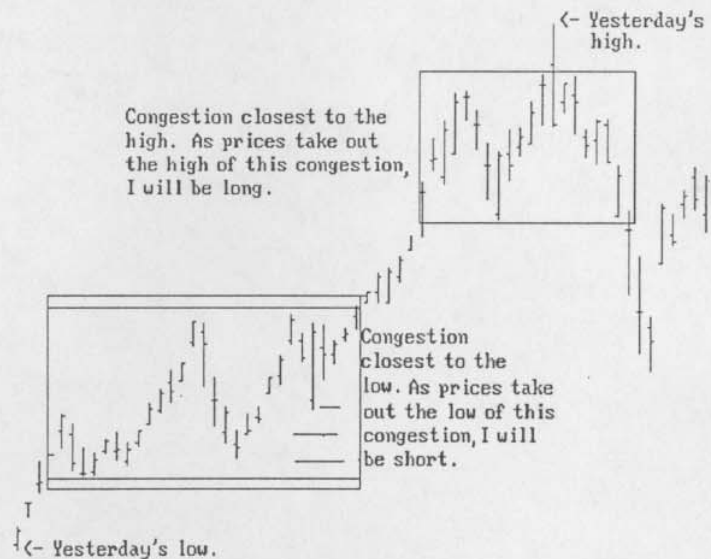 <- Yesterday's
high.
Congestion closest to the
high. As prices take out
the high of this congestion,
I will be long.
Congestion
closest to the
low. As prices take
out the low of this
congestion, I will
be short.
<- Yesterday's low.